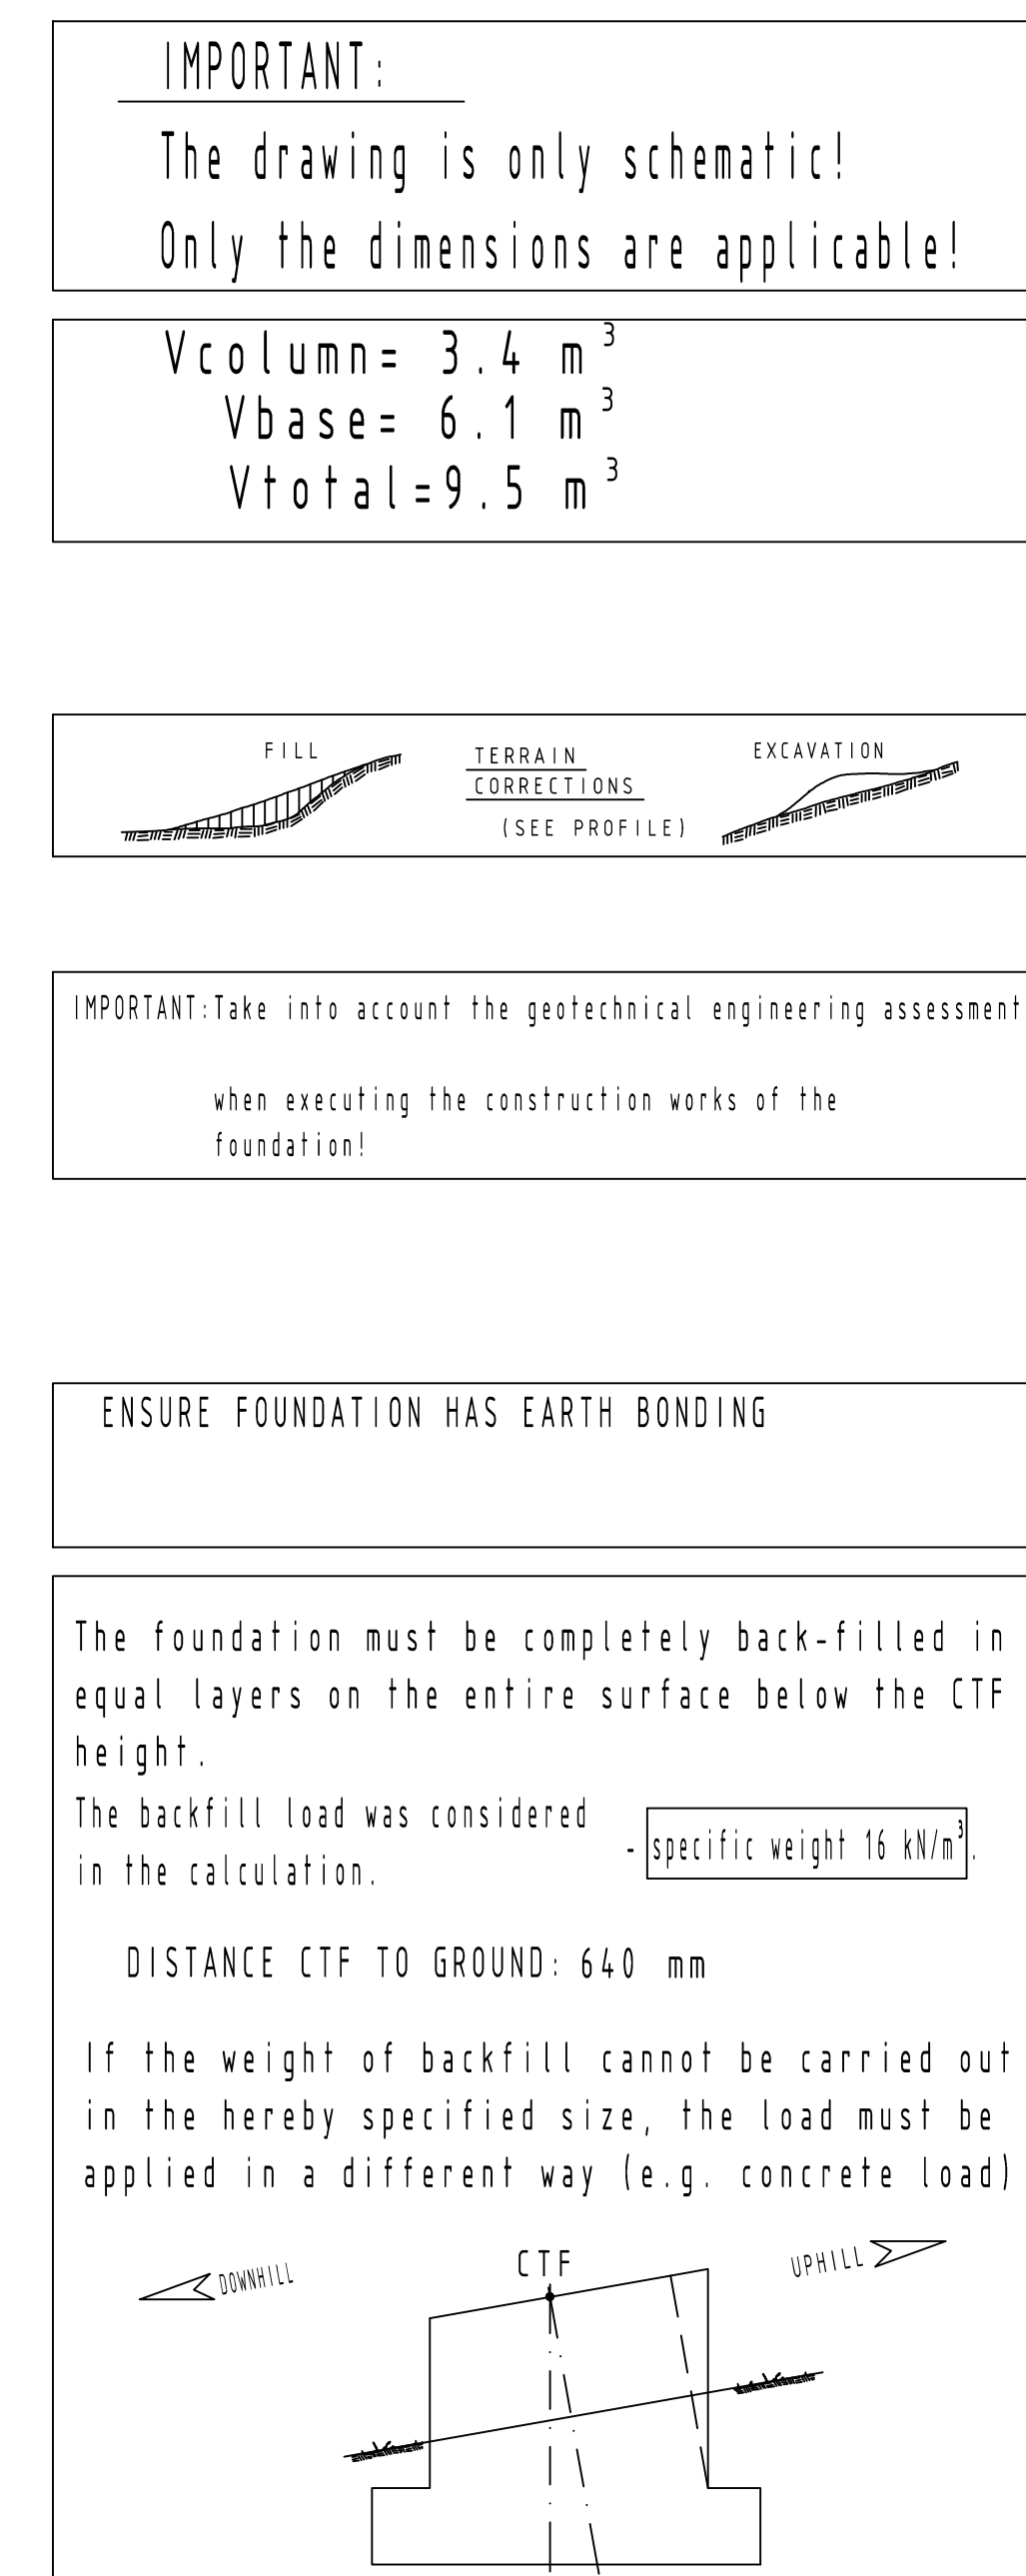 IMPORTANT:
The drawing is only schematic!
Only the dimensions are applicable!
Vcolumn= 3.4 m³
Vbase= 6.1 m³
Vtotal=9.5 m³
FILL
TERRAIN
CORRECTIONS
(SEE PROFILE)
EXCAVATION
IMPORTANT:Take into account the geotechnical engineering assessment
when executing the construction works of the
foundation!
ENSURE FOUNDATION HAS EARTH BONDING
The foundation must be completely back-filled in
equal layers on the entire surface below the CTF
height.
The backfill load was considered
in the calculation.
- specific weight 16 kN/m³.
DISTANCE CTF TO GROUND: 640 mm
If the weight of backfill cannot be carried out
in the hereby specified size, the load must be
applied in a different way (e.g. concrete load)
DOWNHILL
CTF
UPHILL